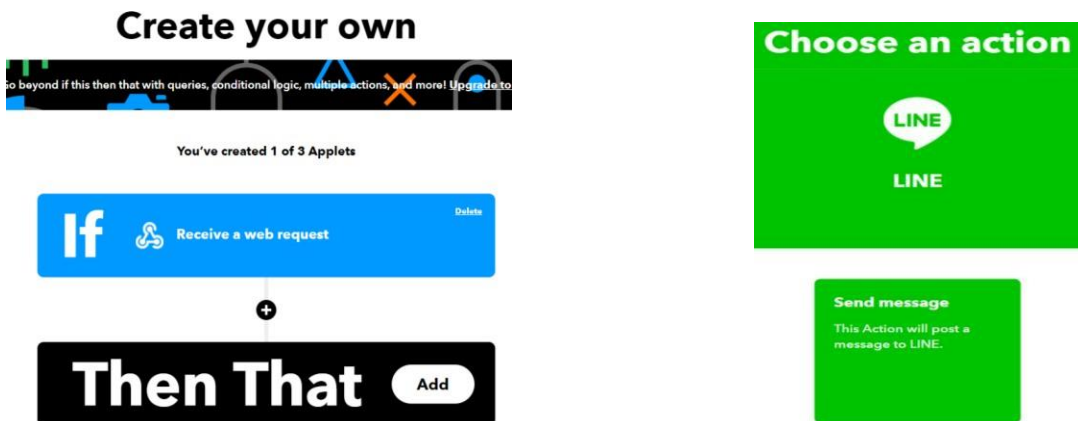 Create your own
Go beyond if this then that with queries, conditional logic, multiple actions, and more! Upgrade to
You've created 1 of 3 Applets
Delete
If Receive a web request
Then That Add
Choose an action
LINE
LINE
Send message
This Action will post a
message to LINE.